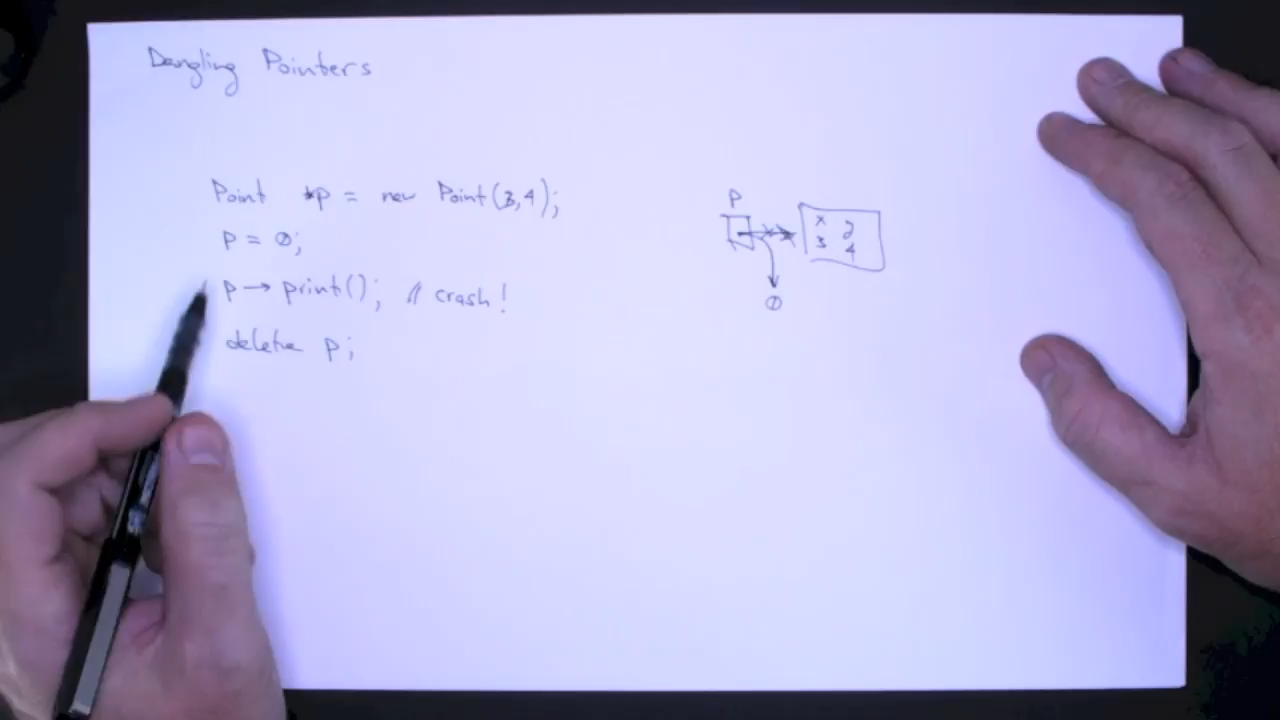 Dangling Pointers
Point *p = new Point(3,4);
p = 0;
p → print(); // crash!
delete p;
p
x y
3 4
0